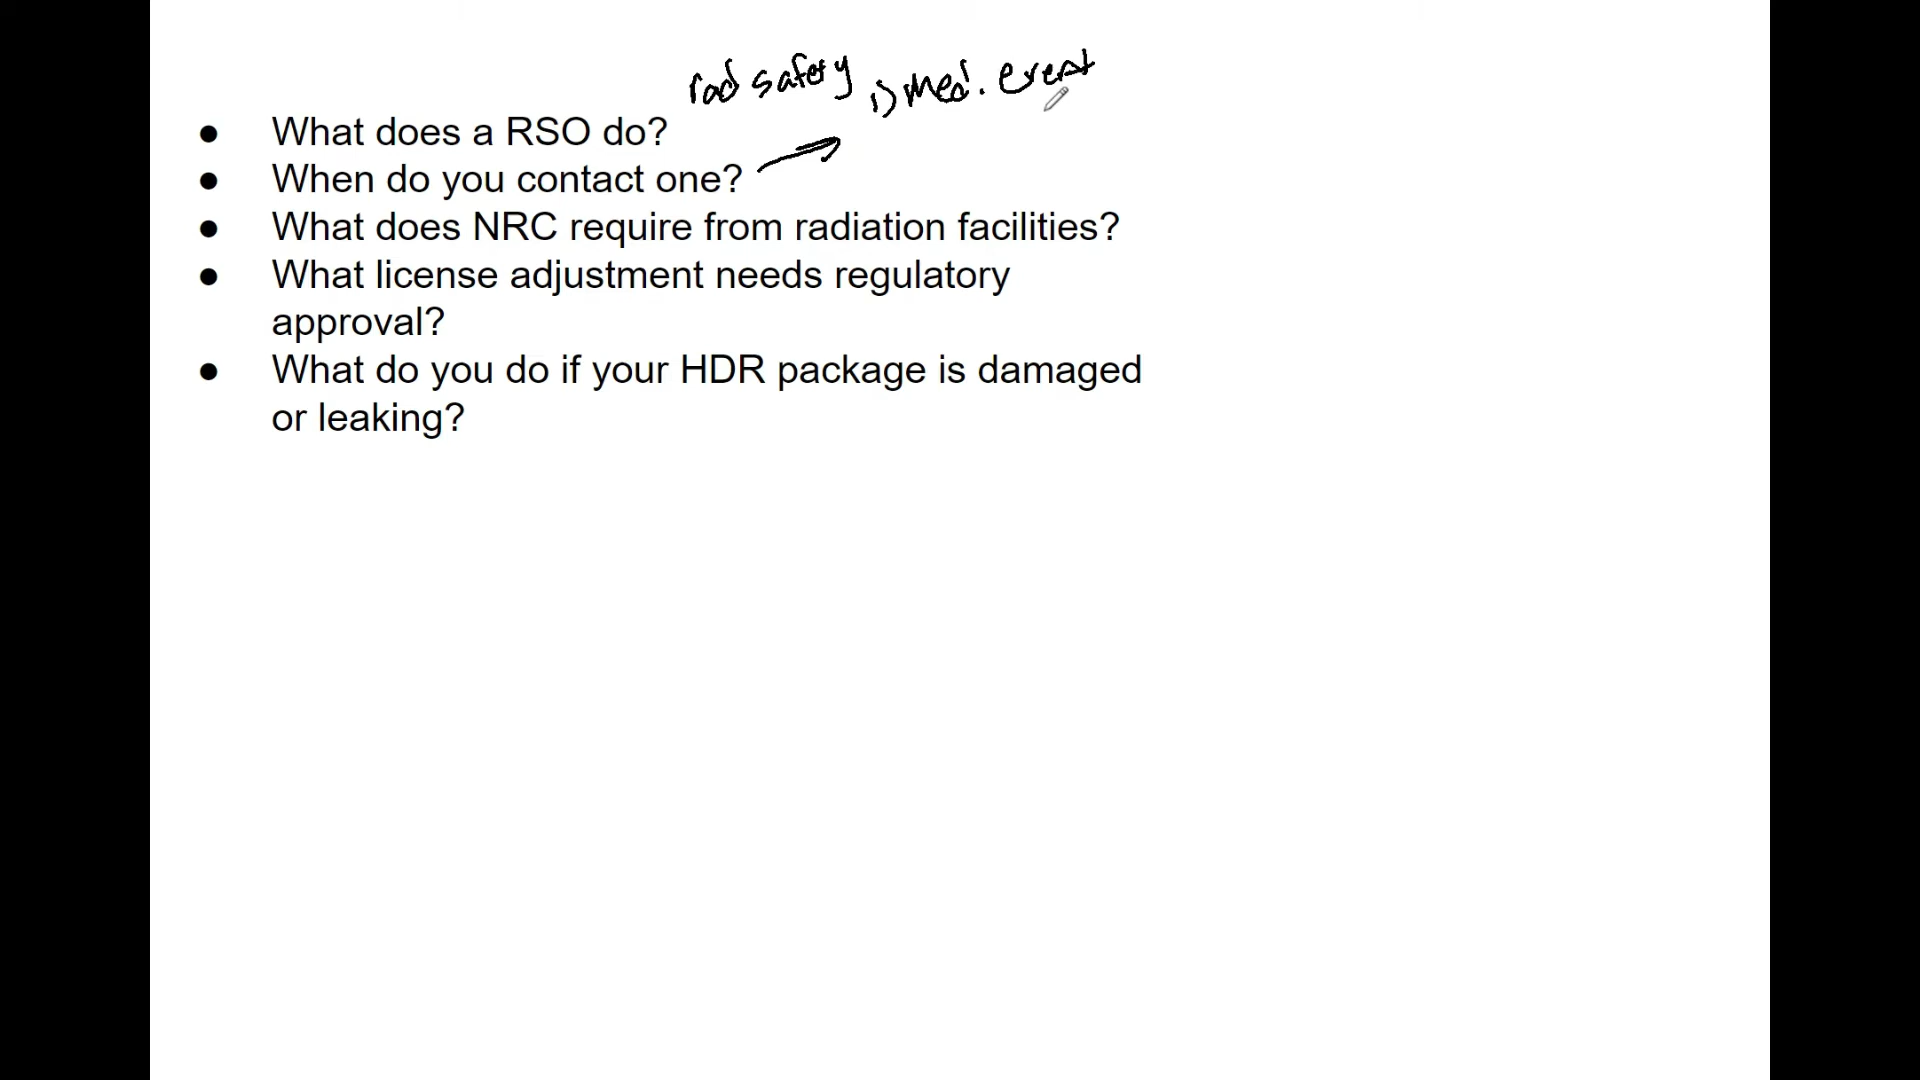 rad safety 1) Med. event
● What does a RSO do?
● When do you contact one?
● What does NRC require from radiation facilities?
● What license adjustment needs regulatory
approval?
● What do you do if your HDR package is damaged
or leaking?